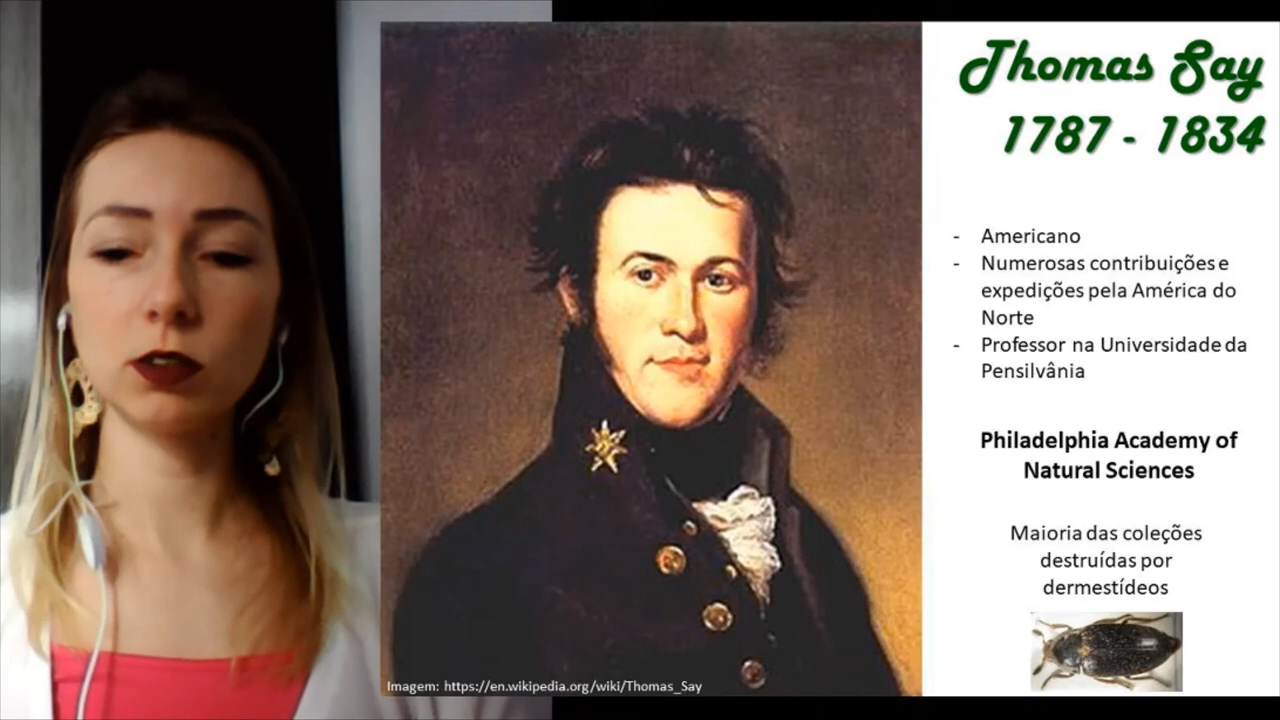 Thomas Say
1787 - 1834
- Americano
- Numerosas contribuições e
expedições pela América do
Norte
- Professor na Universidade da
Pensilvânia
Philadelphia Academy of
Natural Sciences
Maioria das coleções
destruídas por
dermestídeos
Imagem: https://en.wikipedia.org/wiki/Thomas_Say